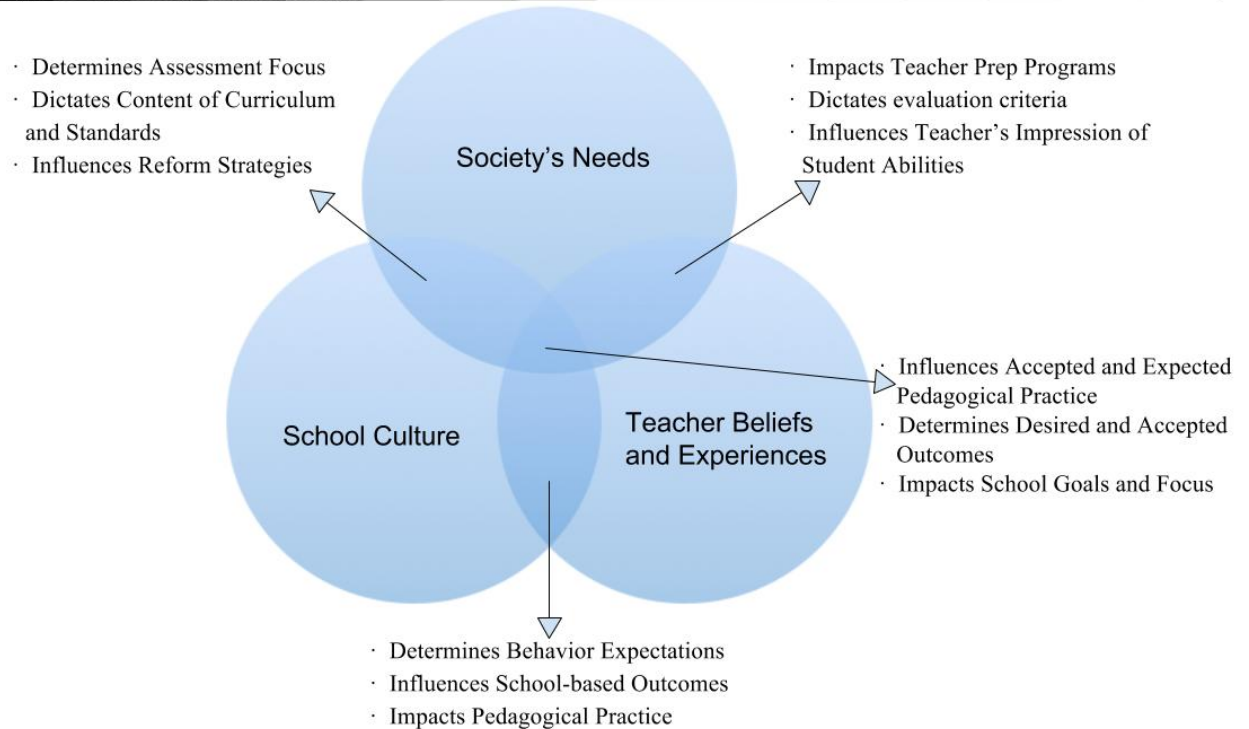 · Determines Assessment Focus
· Dictates Content of Curriculum
and Standards
· Influences Reform Strategies
· Impacts Teacher Prep Programs
· Dictates evaluation criteria
· Influences Teacher’s Impression of
Student Abilities
Society’s Needs
School Culture
Teacher Beliefs
and Experiences
· Influences Accepted and Expected
Pedagogical Practice
· Determines Desired and Accepted
Outcomes
· Impacts School Goals and Focus
· Determines Behavior Expectations
· Influences School-based Outcomes
· Impacts Pedagogical Practice